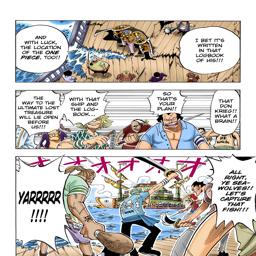 I BET IT'S
WRITTEN
IN THAT
LOGBOOK
OF HIS!!!
AND
WITH LUCK,
THE LOCATION
OF THE ONE
PIECE, TOO!!
THAT
DON
KRIEG!
WHAT
A BRAIN!
SO
THAT'S
YOUR
PLAN!!
WITH
THAT SHIP
AND THE LOG-
BOOK...
THE WAY
TO THE
ULTIMATE LOST
TREASURE
WILL LIE
OPEN
BEFORE
US!!!
ALL
RIGHT,
YE SEA-
WOLVES!!
LET'S
CAPTURE
THAT
FISH!!!
YARRRRR
!!!!